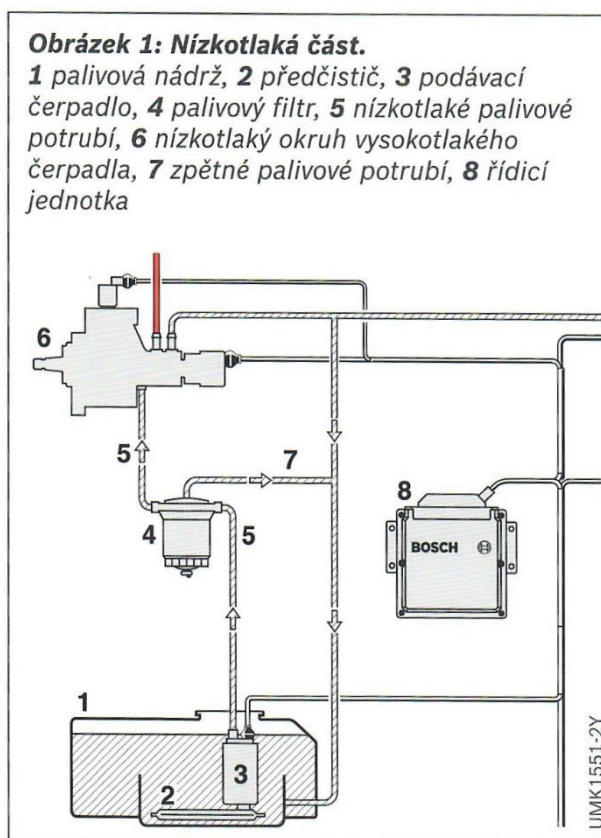 Obrázek 1: Nízkotlaká část.
1 palivová nádrž, 2 předčistič, 3 podávací
čerpadlo, 4 palivový filtr, 5 nízkotlaké palivové
potrubí, 6 nízkotlaký okruh vysokotlakého
čerpadla, 7 zpětné palivové potrubí, 8 řídicí
jednotka
6
5
7
8
4
5
BOSCH
1
3
2
UMK1551-2Y